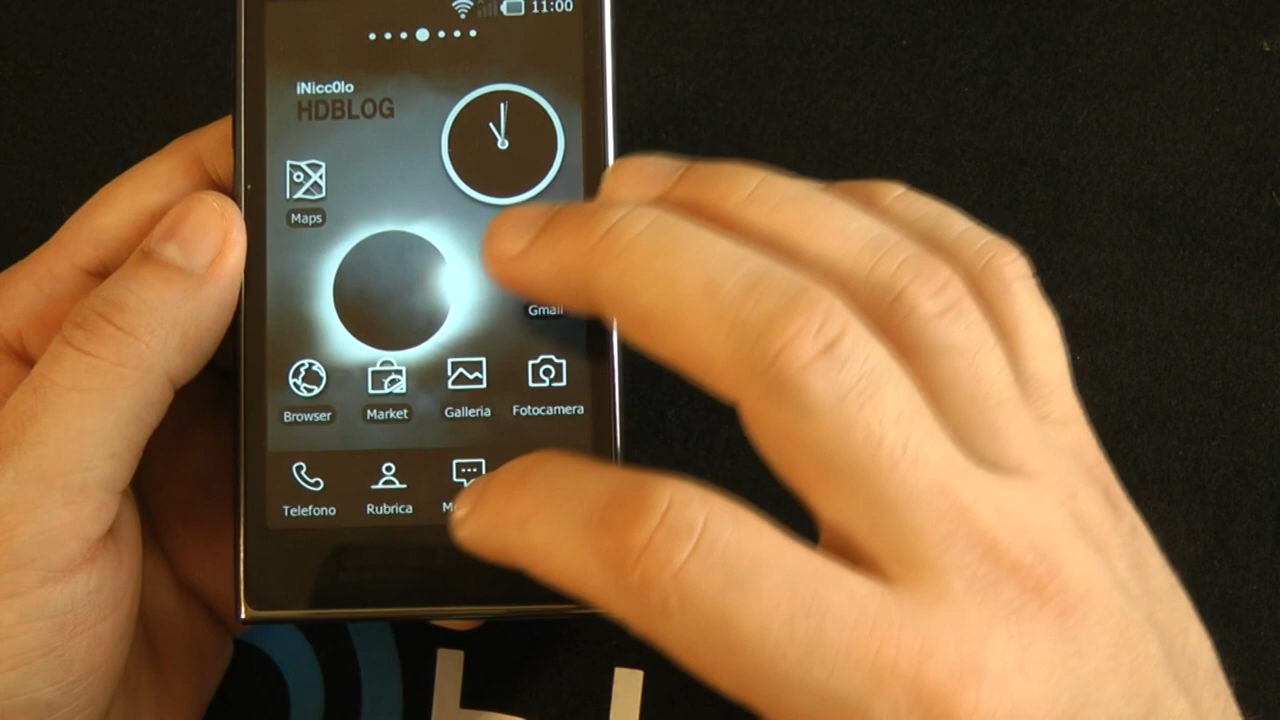 11:00
iNicc0lo
HDBLOG
Maps
Gmail
Browser
Market
Galleria
Fotocamera
Telefono
Rubrica